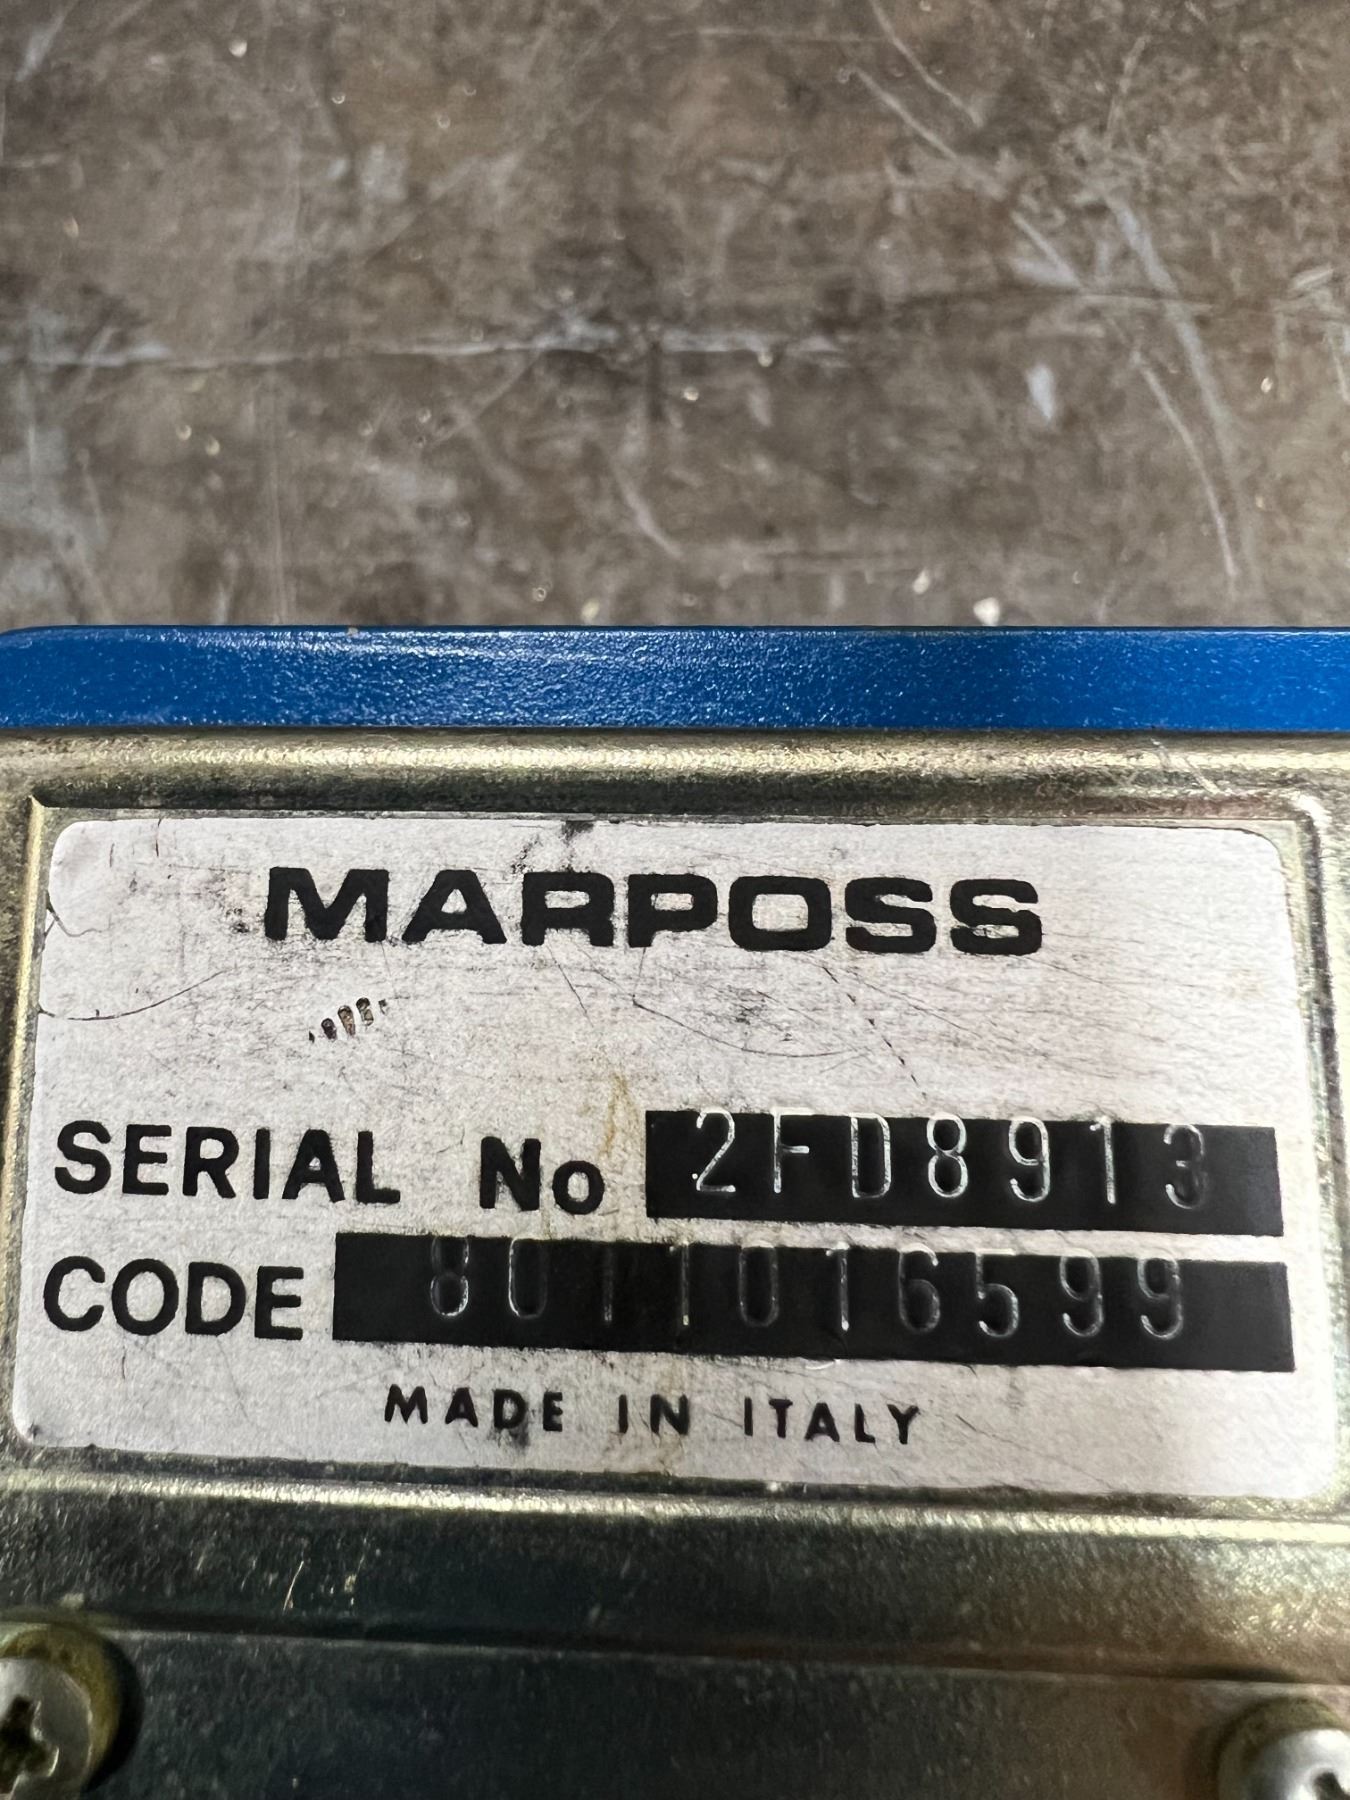 MARPOSS
SERIAL No 2FD8913
CODE 8011016599
MADE IN ITALY